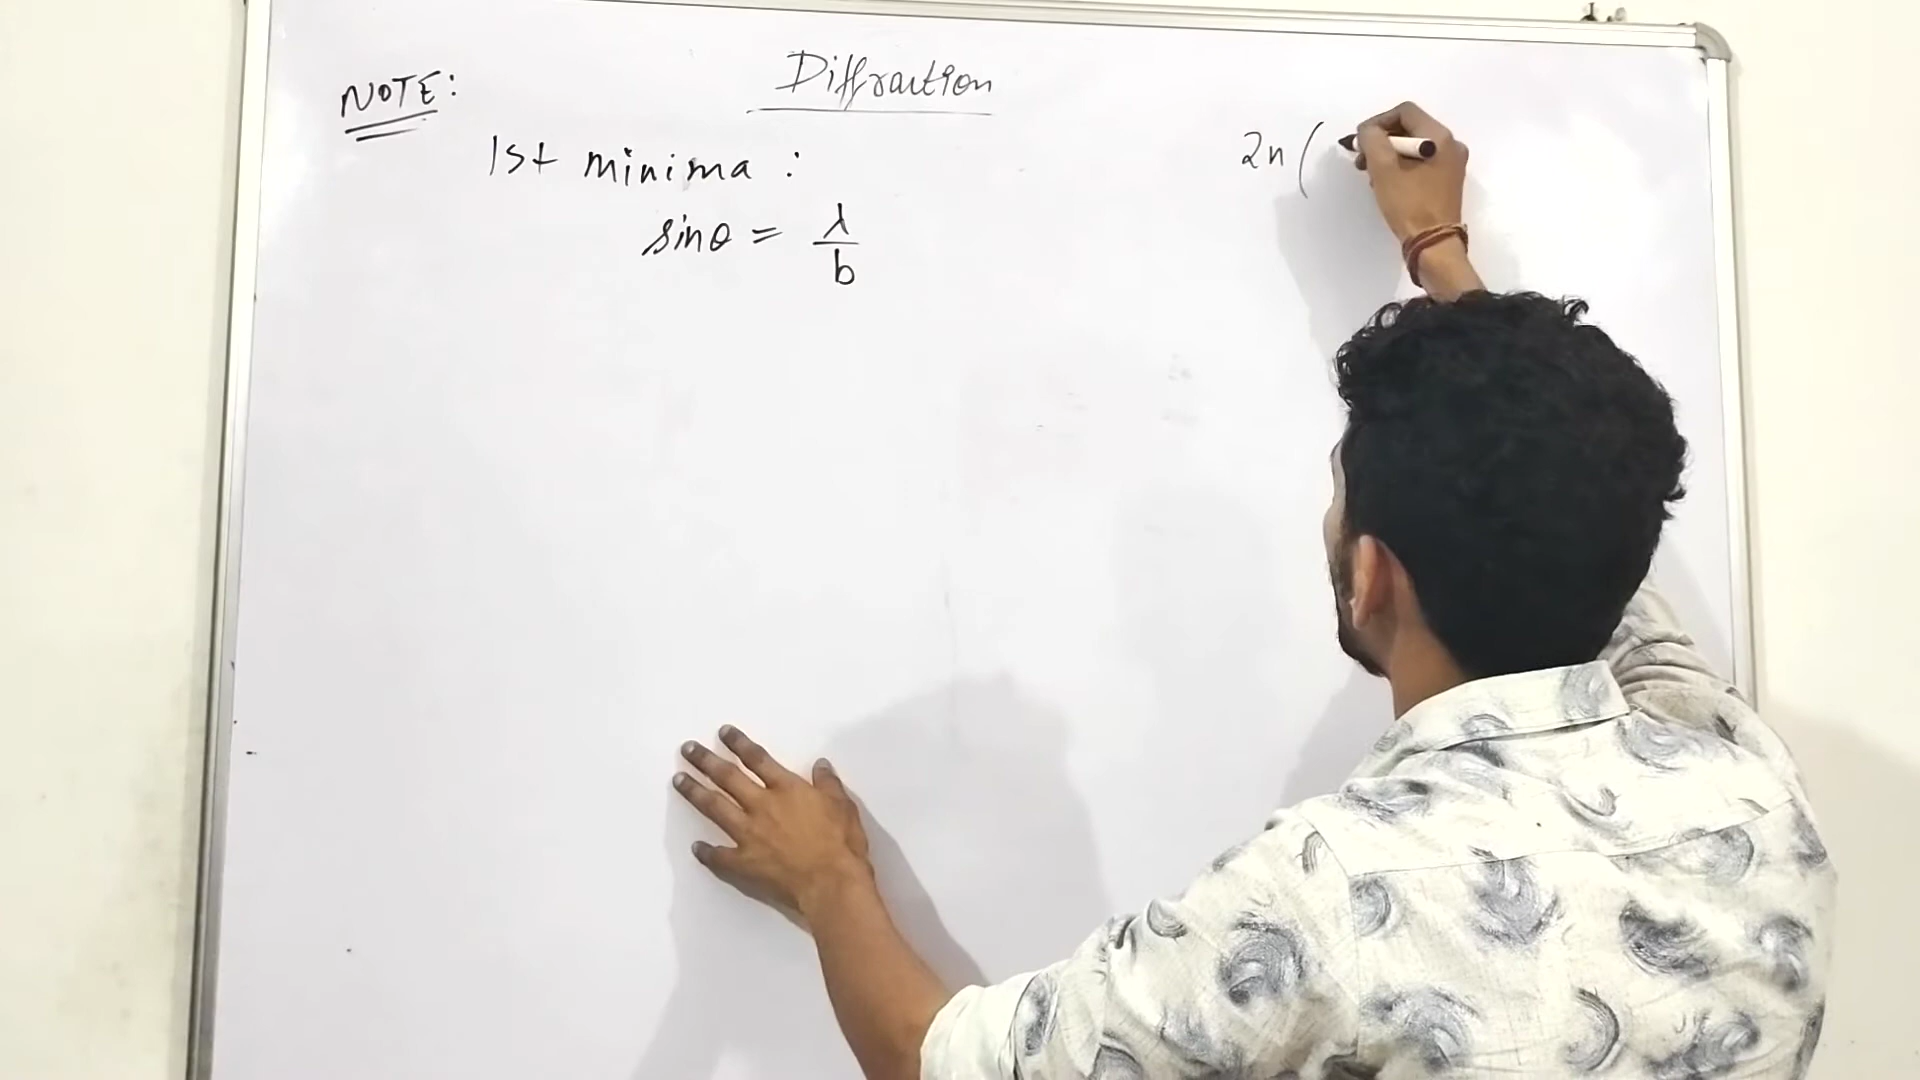 Diffraction
NOTE:
1st minima :
sinθ = λ/b
2n (